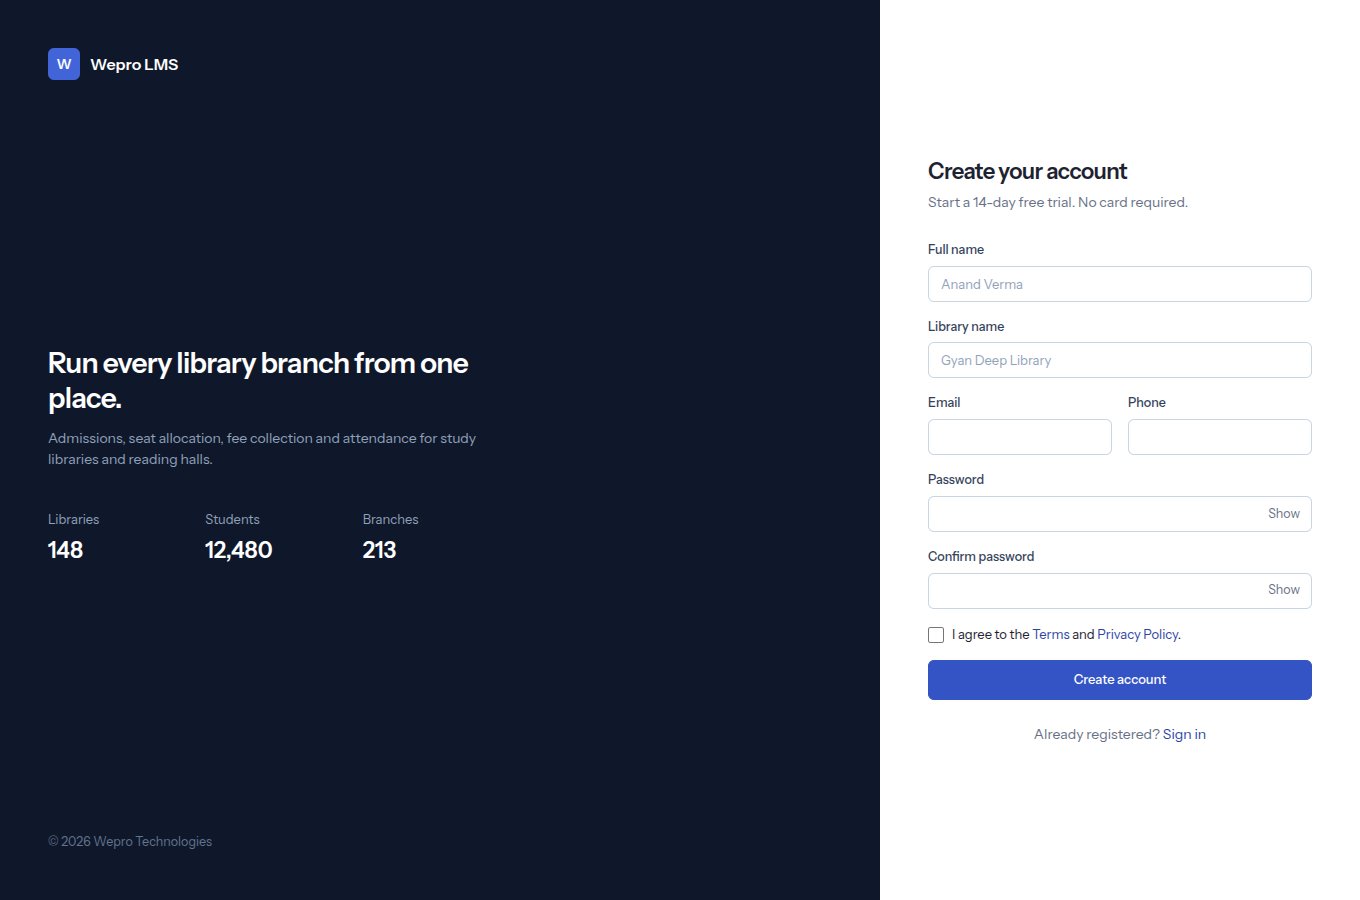 W Wepro LMS
Run every library branch from one
place.
Admissions, seat allocation, fee collection and attendance for study
libraries and reading halls.
Libraries Students Branches
148 12,480 213
© 2026 Wepro Technologies
Create your account
Start a 14-day free trial. No card required.
Full name
Anand Verma
Library name
Gyan Deep Library
Email Phone
Password
Show
Confirm password
Show
I agree to the Terms and Privacy Policy.
Create account
Already registered? Sign in